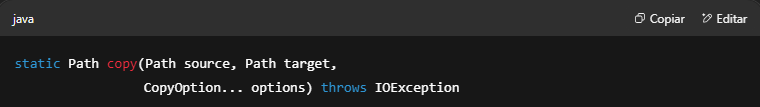 java
Copiar
Editar
static Path copy(Path source, Path target,
CopyOption... options) throws IOException